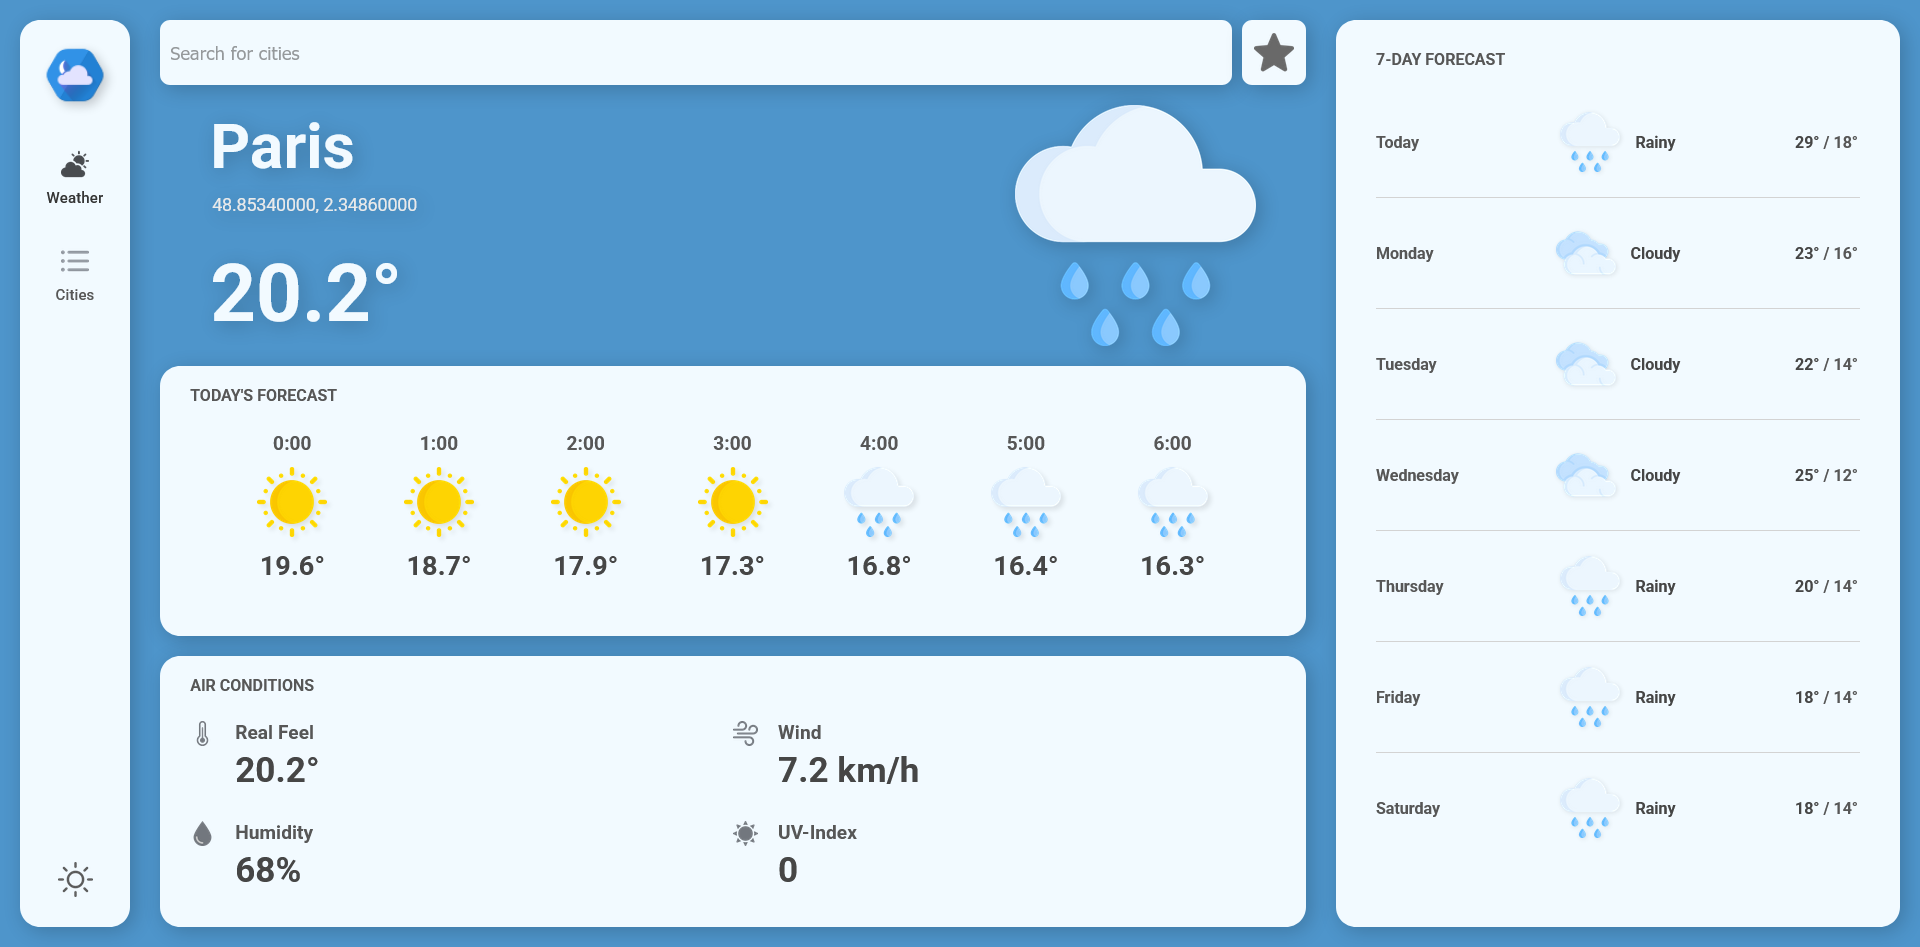 Weather
Cities
Search for cities
Paris
48.85340000, 2.34860000
20.2°
TODAY'S FORECAST
0:00 1:00 2:00 3:00 4:00 5:00 6:00
19.6° 18.7° 17.9° 17.3° 16.8° 16.4° 16.3°
AIR CONDITIONS
Real Feel
20.2°
Wind
7.2 km/h
Humidity
68%
UV-Index
0
7-DAY FORECAST
Today Rainy 29° / 18°
Monday Cloudy 23° / 16°
Tuesday Cloudy 22° / 14°
Wednesday Cloudy 25° / 12°
Thursday Rainy 20° / 14°
Friday Rainy 18° / 14°
Saturday Rainy 18° / 14°